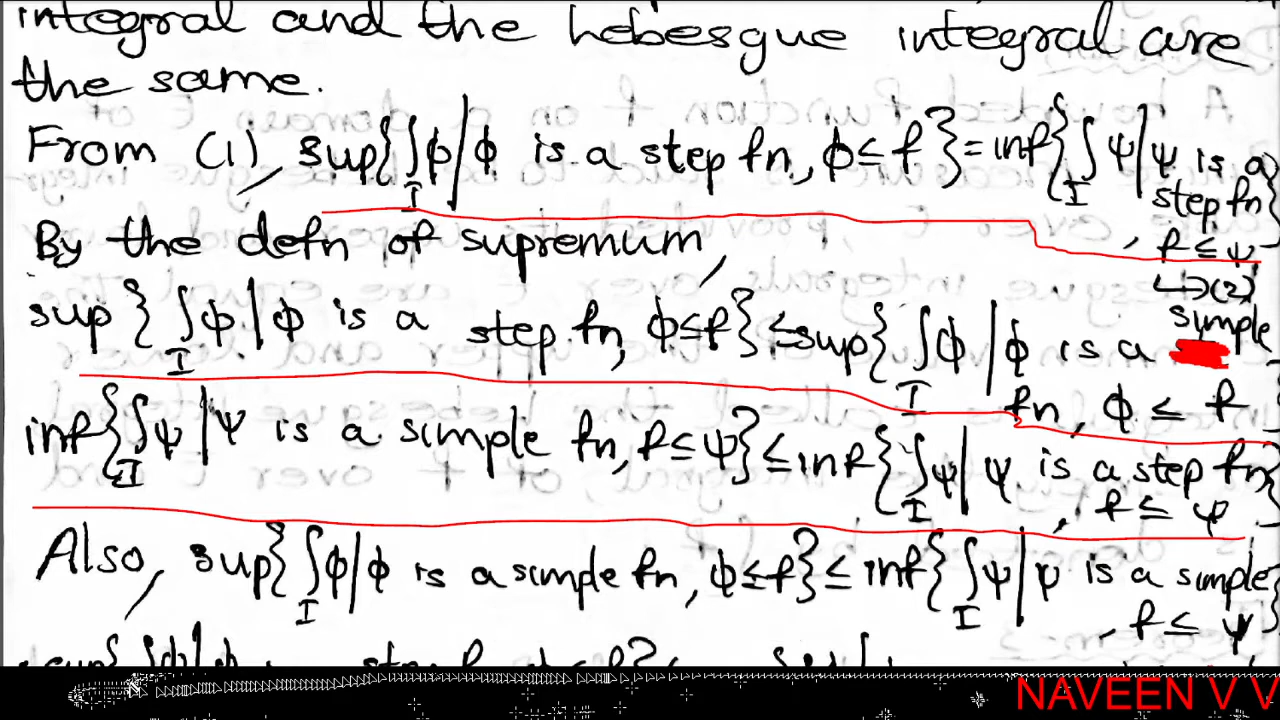 integral and the Lebesgue integral are
the same.
From (1), sup{∫_I φ | φ is a step fn, φ ≤ f} = inf{∫_I ψ | ψ is a
step fn
, f ≤ ψ}
↳(2)
By the defn of supremum,
sup {∫_I φ | φ is a step fn, φ ≤ f} ≤ sup{∫_I φ | φ is a simple
fn, φ ≤ f}
inf{∫_I ψ | ψ is a simple fn, f ≤ ψ} ≤ inf{∫_I ψ | ψ is a step fn
, f ≤ ψ}
Also, sup{∫_I φ | φ is a simple fn, φ ≤ f} ≤ inf{∫_I ψ | ψ is a simple
, f ≤ ψ}
NAVEEN V V